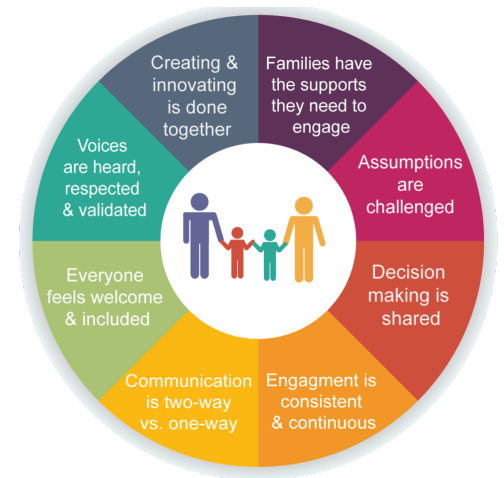 Creating &
innovating
is done
together
Families have
the supports
they need to
engage
Assumptions
are
challenged
Decision
making is
shared
Engagment is
consistent
& continuous
Communication
is two-way
vs. one-way
Everyone
feels welcome
& included
Voices
are heard,
respected
& validated